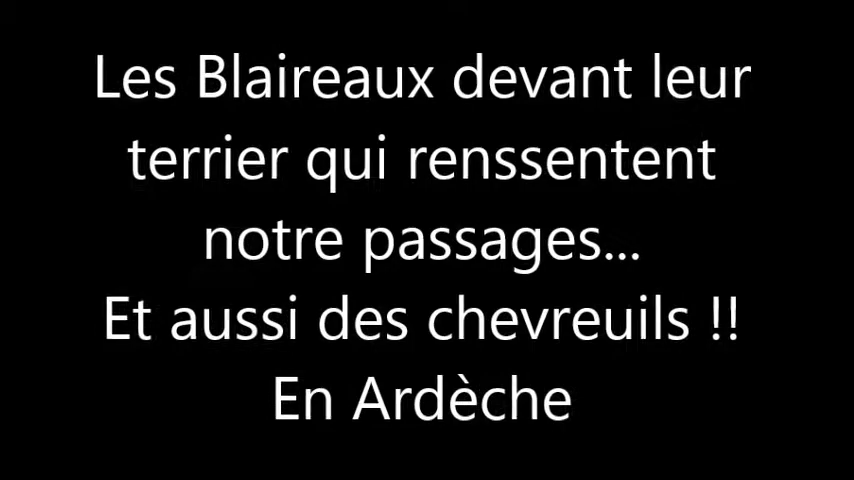 Les Blaireaux devant leur
terrier qui renssentent
notre passages...
Et aussi des chevreuils !!
En Ardèche